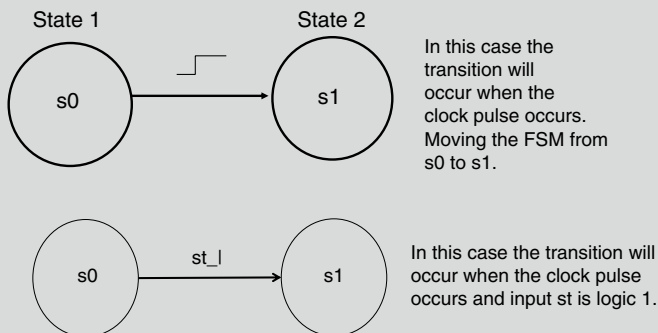 State 1
State 2
s0
s1
In this case the
transition will
occur when the
clock pulse occurs.
Moving the FSM from
s0 to s1.
s0
st_|
s1
In this case the transition will
occur when the clock pulse
occurs and input st is logic 1.